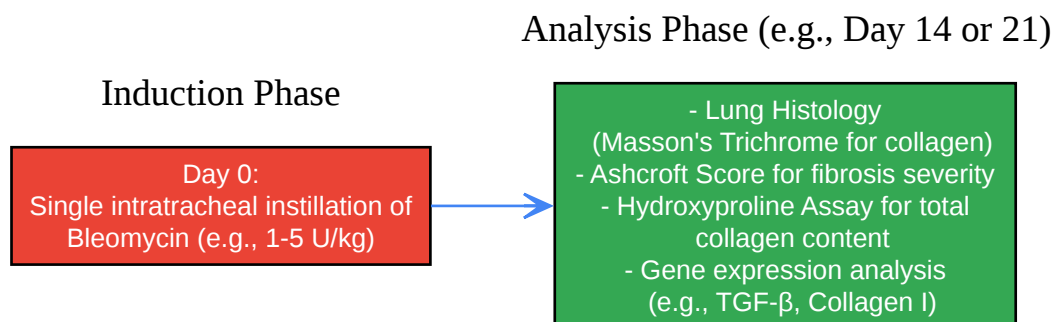 Analysis Phase (e.g., Day 14 or 21)
Induction Phase
Day 0:
Single intratracheal instillation of
Bleomycin (e.g., 1-5 U/kg)
- Lung Histology
(Masson's Trichrome for collagen)
- Ashcroft Score for fibrosis severity
- Hydroxyproline Assay for total
collagen content
- Gene expression analysis
(e.g., TGF-β, Collagen I)